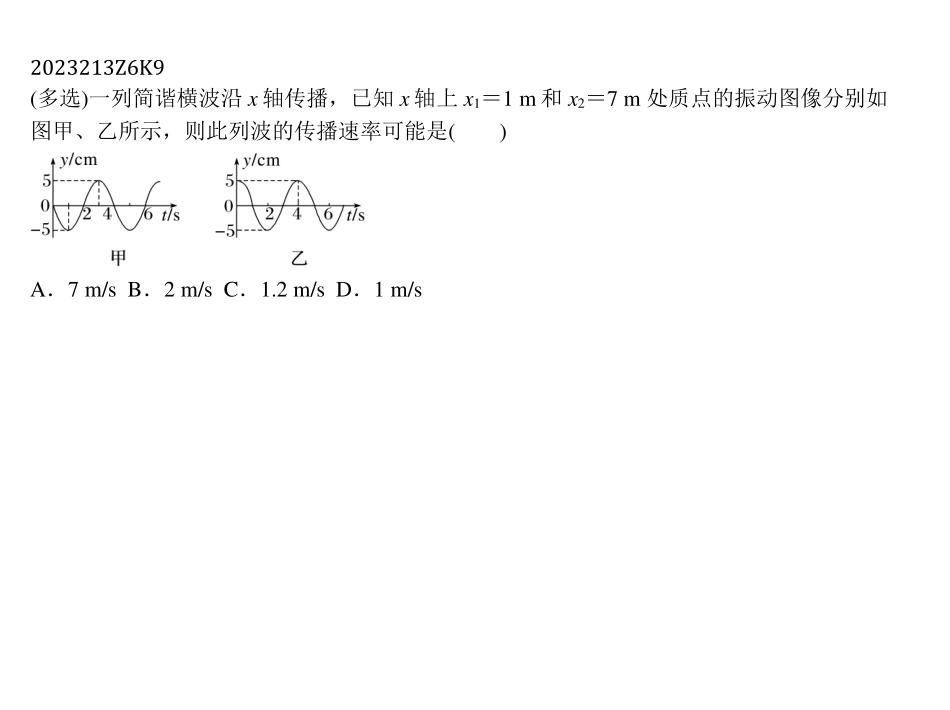 2023213Z6K9
(多选)一列简谐横波沿 x 轴传播，已知 x 轴上 x₁＝1 m 和 x₂＝7 m 处质点的振动图像分别如
图甲、乙所示，则此列波的传播速率可能是(　　)
y/cm
5
0
2 4 6 t/s
−5
甲
y/cm
5
0
2 4 6 t/s
−5
乙
A．7 m/s B．2 m/s C．1.2 m/s D．1 m/s